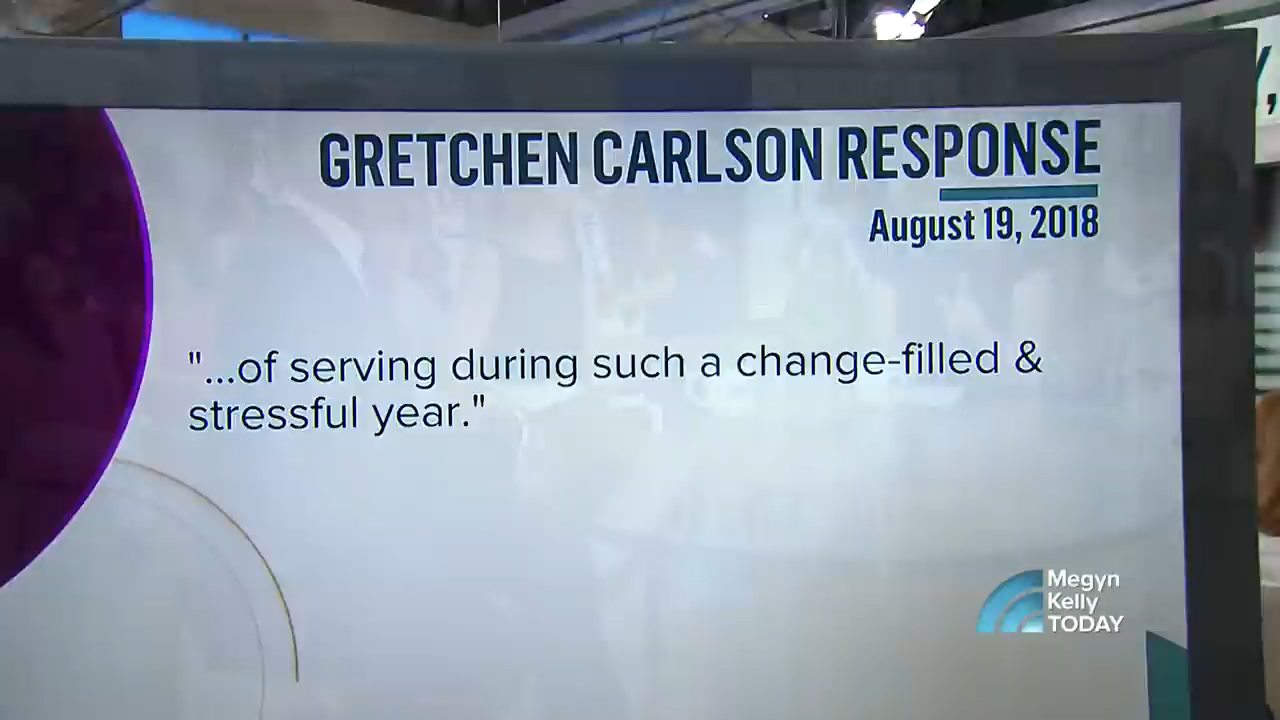 GRETCHEN CARLSON RESPONSE
August 19, 2018
"...of serving during such a change-filled &
stressful year."
Megyn
Kelly
TODAY